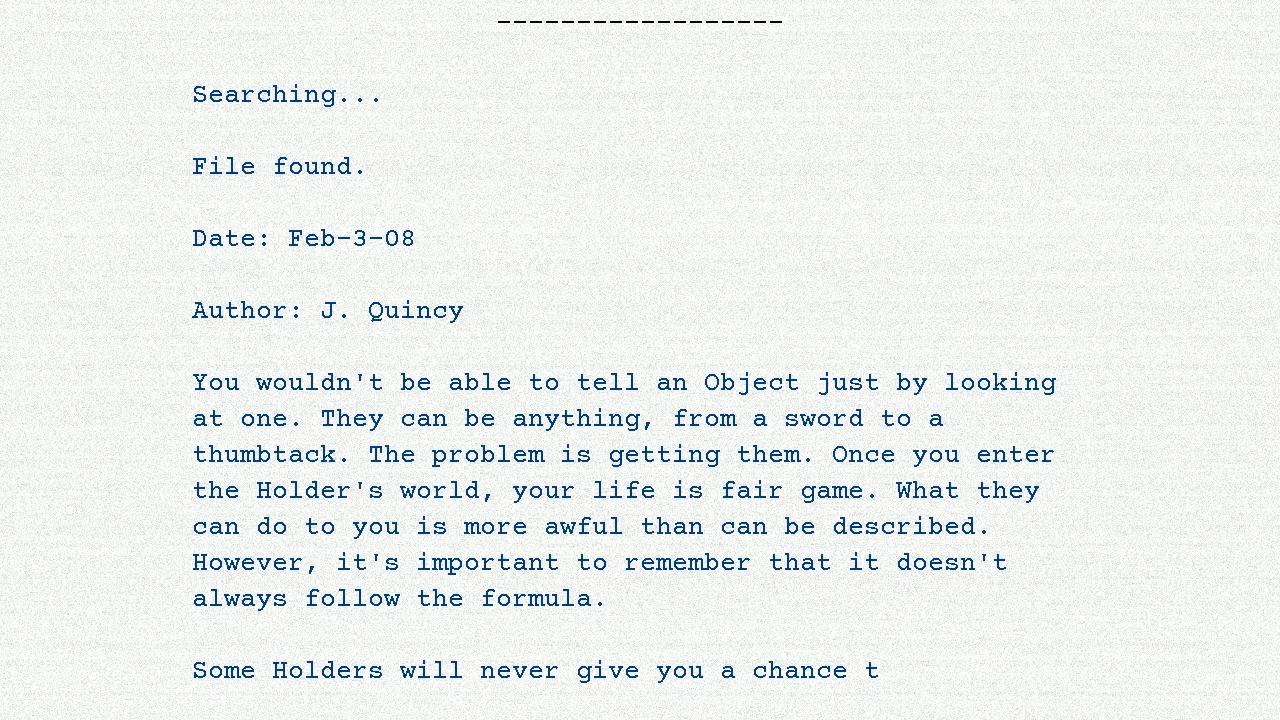 ------------------
Searching...
File found.
Date: Feb-3-08
Author: J. Quincy
You wouldn't be able to tell an Object just by looking
at one. They can be anything, from a sword to a
thumbtack. The problem is getting them. Once you enter
the Holder's world, your life is fair game. What they
can do to you is more awful than can be described.
However, it's important to remember that it doesn't
always follow the formula.
Some Holders will never give you a chance t